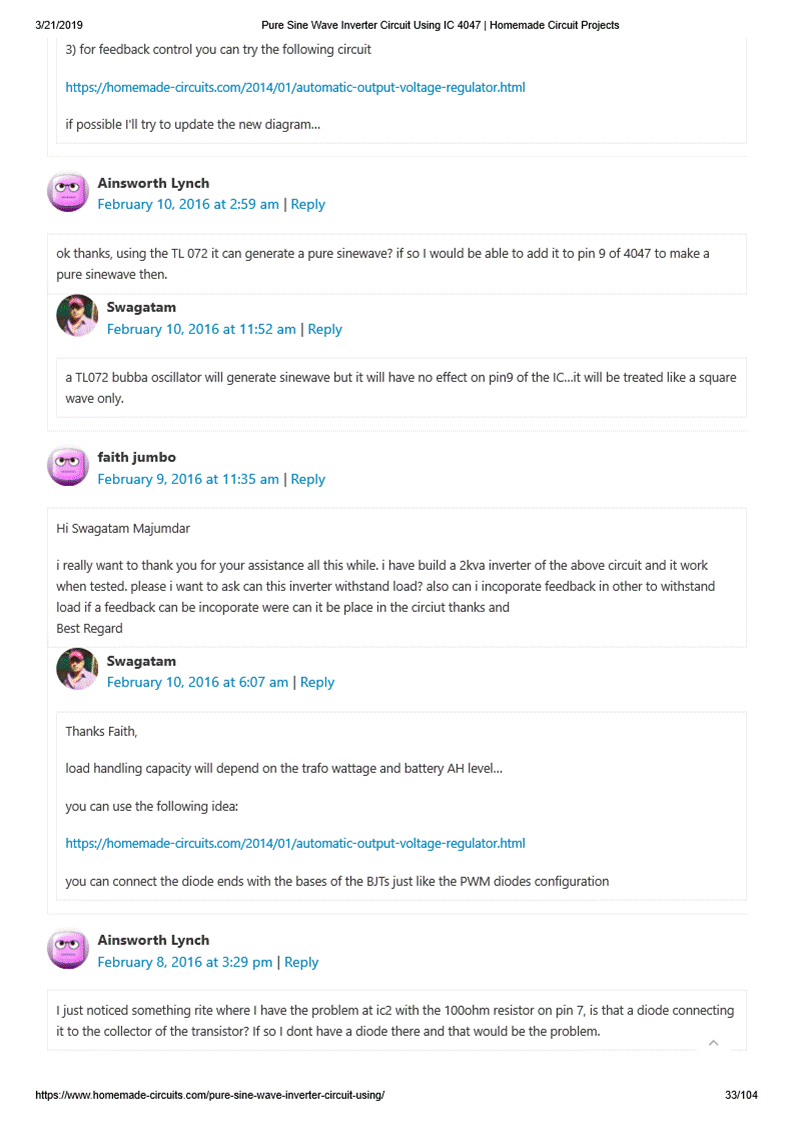 3/21/2019 Pure Sine Wave Inverter Circuit Using IC 4047 | Homemade Circuit Projects
3) for feedback control you can try the following circuit
https://homemade-circuits.com/2014/01/automatic-output-voltage-regulator.html
if possible I'll try to update the new diagram...
Ainsworth Lynch
February 10, 2016 at 2:59 am | Reply
ok thanks, using the TL 072 it can generate a pure sinewave? if so I would be able to add it to pin 9 of 4047 to make a
pure sinewave then.
Swagatam
February 10, 2016 at 11:52 am | Reply
a TL072 bubba oscillator will generate sinewave but it will have no effect on pin9 of the IC...it will be treated like a square
wave only.
faith jumbo
February 9, 2016 at 11:35 am | Reply
Hi Swagatam Majumdar
i really want to thank you for your assistance all this while. i have build a 2kva inverter of the above circuit and it work
when tested. please i want to ask can this inverter withstand load? also can i incoporate feedback in other to withstand
load if a feedback can be incoporate were can it be place in the circiut thanks and
Best Regard
Swagatam
February 10, 2016 at 6:07 am | Reply
Thanks Faith,
load handling capacity will depend on the trafo wattage and battery AH level...
you can use the following idea:
https://homemade-circuits.com/2014/01/automatic-output-voltage-regulator.html
you can connect the diode ends with the bases of the BJTs just like the PWM diodes configuration
Ainsworth Lynch
February 8, 2016 at 3:29 pm | Reply
I just noticed something rite where I have the problem at ic2 with the 100ohm resistor on pin 7, is that a diode connecting
it to the collector of the transistor? If so I dont have a diode there and that would be the problem.
https://www.homemade-circuits.com/pure-sine-wave-inverter-circuit-using/ 33/104